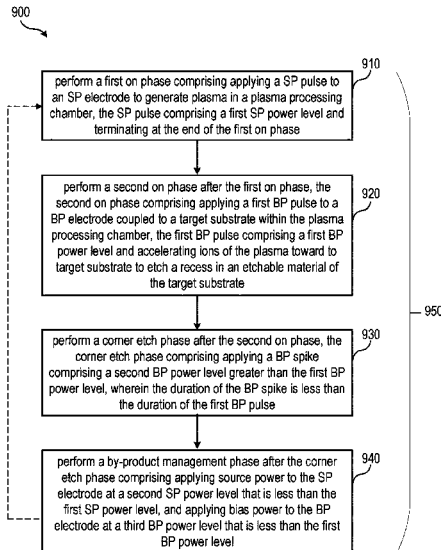 900
910
perform a first on phase comprising applying a SP pulse to
an SP electrode to generate plasma in a plasma processing
chamber, the SP pulse comprising a first SP power level and
terminating at the end of the first on phase
920
perform a second on phase after the first on phase, the
second on phase comprising applying a first BP pulse to a
BP electrode coupled to a target substrate within the plasma
processing chamber, the first BP pulse comprising a first BP
power level and accelerating ions of the plasma toward to
target substrate to etch a recess in an etchable material of
the target substrate
950
930
perform a corner etch phase after the second on phase, the
corner etch phase comprising applying a BP spike
comprising a second BP power level greater than the first BP
power level, wherein the duration of the BP spike is less than
the duration of the first BP pulse
940
perform a by-product management phase after the corner
etch phase comprising applying source power to the SP
electrode at a second SP power level that is less than the
first SP power level, and applying bias power to the BP
electrode at a third BP power level that is less than the first
BP power level